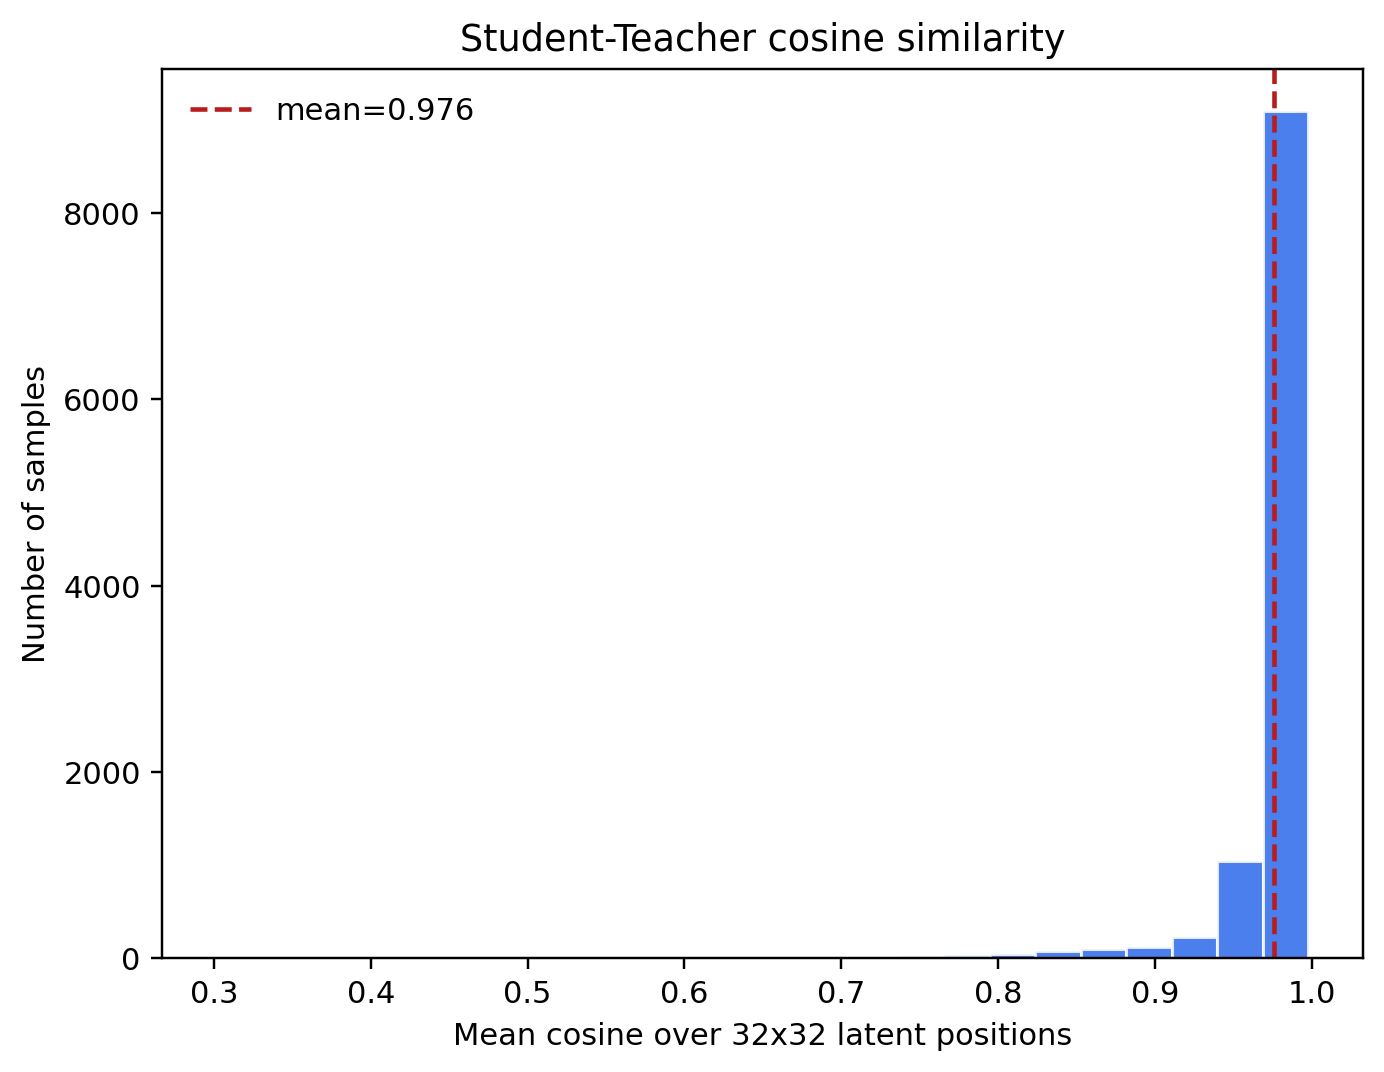 Student-Teacher cosine similarity
mean=0.976
Number of samples
8000
6000
4000
2000
0
0.3 0.4 0.5 0.6 0.7 0.8 0.9 1.0
Mean cosine over 32x32 latent positions